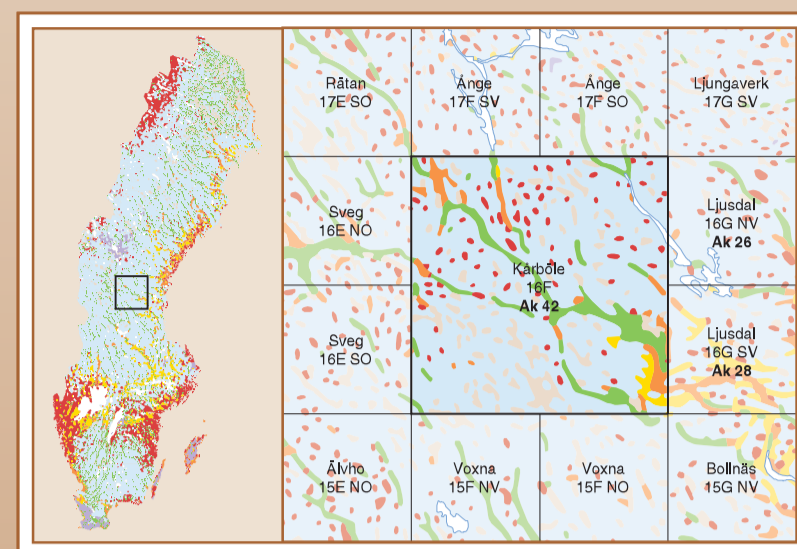 Rätan
17E SO
Ånge
17F SV
Ånge
17F SO
Ljungaverk
17G SV
Sveg
16E NO
Ljusdal
16G NV
Ak 26
Kårböle
16F
Ak 42
Sveg
16E SO
Ljusdal
16G SV
Ak 28
Älvho
15E NO
Voxna
15F NV
Voxna
15F NO
Bollnäs
15G NV